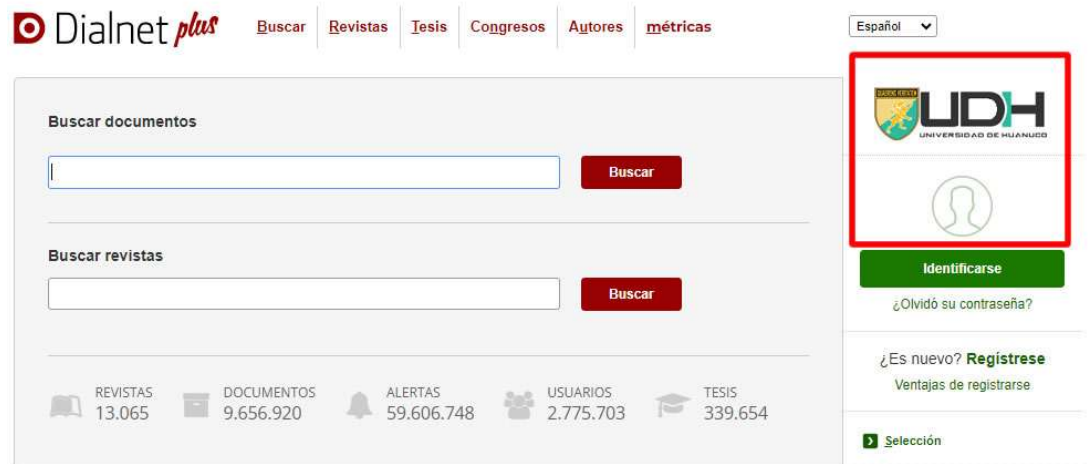 Dialnet plus
Buscar Revistas Tesis Congresos Autores métricas
Español
UDH
UNIVERSIDAD DE HUANUCO
Buscar documentos
Buscar
Buscar revistas
Buscar
Identificarse
¿Olvidó su contraseña?
¿Es nuevo? Regístrese
Ventajas de registrarse
REVISTAS
13.065
DOCUMENTOS
9.656.920
ALERTAS
59.606.748
USUARIOS
2.775.703
TESIS
339.654
Selección